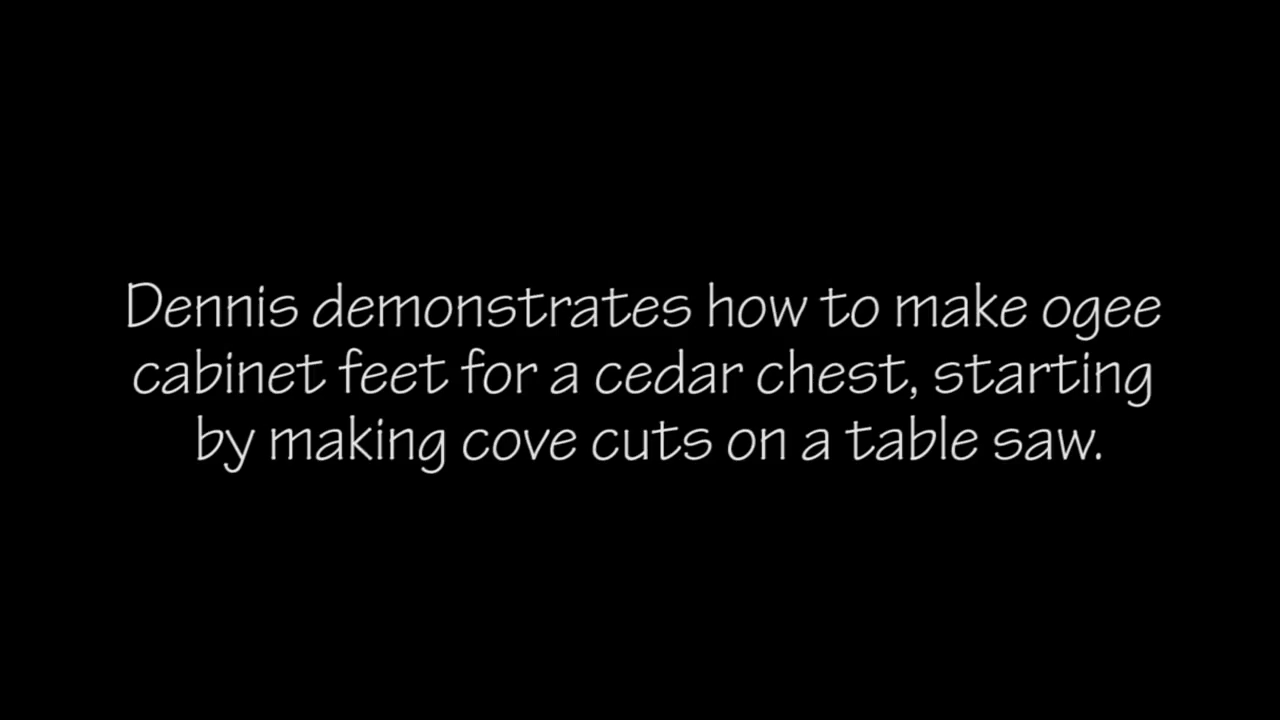 Dennis demonstrates how to make ogee
cabinet feet for a cedar chest, starting
by making cove cuts on a table saw.